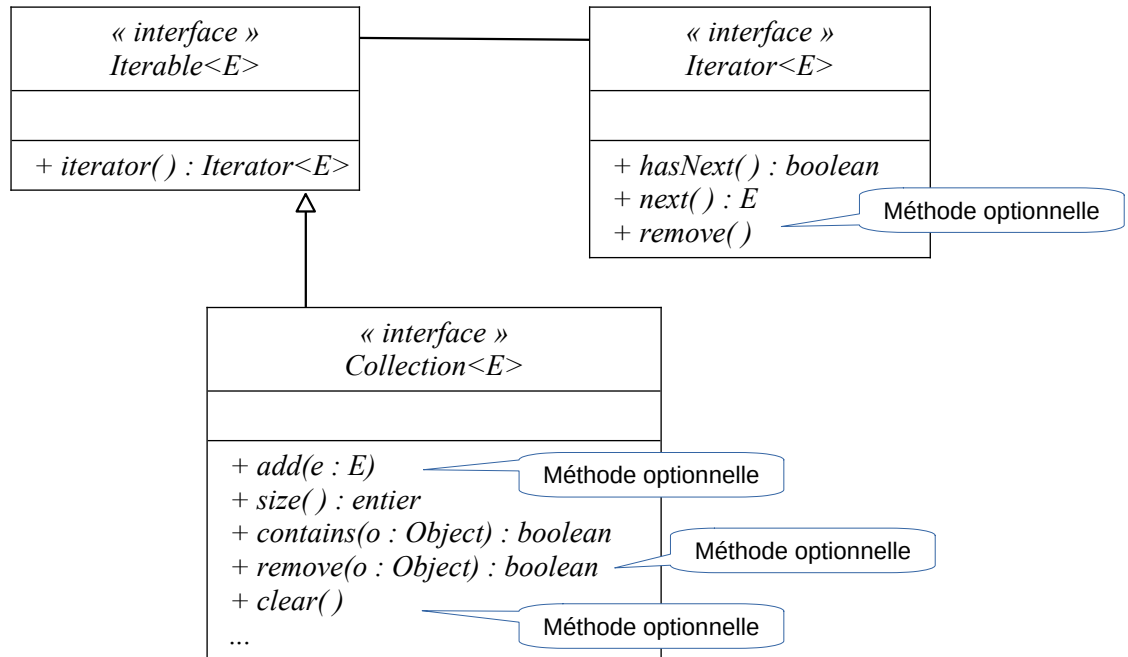 « interface »
Iterable<E>
+ iterator( ) : Iterator<E>
« interface »
Iterator<E>
+ hasNext( ) : boolean
+ next( ) : E
+ remove( )
Méthode optionnelle
« interface »
Collection<E>
+ add(e : E)
Méthode optionnelle
+ size( ) : entier
+ contains(o : Object) : boolean
+ remove(o : Object) : boolean
Méthode optionnelle
+ clear( )
Méthode optionnelle
...